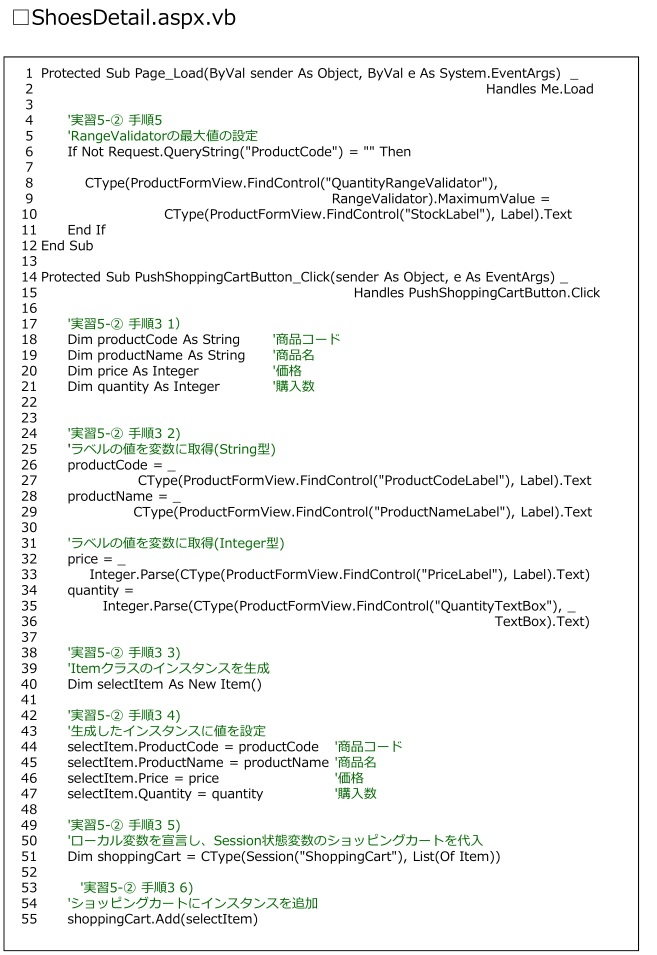 □ShoesDetail.aspx.vb
1 Protected Sub Page_Load(ByVal sender As Object, ByVal e As System.EventArgs) _
2 Handles Me.Load
3
4 '実習5-② 手順5
5 'RangeValidatorの最大値の設定
6 If Not Request.QueryString("ProductCode") = "" Then
7
8 CType(ProductFormView.FindControl("QuantityRangeValidator"),
9 RangeValidator).MaximumValue =
10 CType(ProductFormView.FindControl("StockLabel"), Label).Text
11 End If
12 End Sub
13
14 Protected Sub PushShoppingCartButton_Click(sender As Object, e As EventArgs) _
15 Handles PushShoppingCartButton.Click
16
17 '実習5-② 手順3 1)
18 Dim productCode As String '商品コード
19 Dim productName As String '商品名
20 Dim price As Integer '価格
21 Dim quantity As Integer '購入数
22
23
24 '実習5-② 手順3 2)
25 'ラベルの値を変数に取得(String型)
26 productCode = _
27 CType(ProductFormView.FindControl("ProductCodeLabel"), Label).Text
28 productName = _
29 CType(ProductFormView.FindControl("ProductNameLabel"), Label).Text
30
31 'ラベルの値を変数に取得(Integer型)
32 price = _
33 Integer.Parse(CType(ProductFormView.FindControl("PriceLabel"), Label).Text)
34 quantity =
35 Integer.Parse(CType(ProductFormView.FindControl("QuantityTextBox"), _
36 TextBox).Text)
37
38 '実習5-② 手順3 3)
39 'Itemクラスのインスタンスを生成
40 Dim selectItem As New Item()
41
42 '実習5-② 手順3 4)
43 '生成したインスタンスに値を設定
44 selectItem.ProductCode = productCode '商品コード
45 selectItem.ProductName = productName '商品名
46 selectItem.Price = price '価格
47 selectItem.Quantity = quantity '購入数
48
49 '実習5-② 手順3 5)
50 'ローカル変数を宣言し、Session状態変数のショッピングカートを代入
51 Dim shoppingCart = CType(Session("ShoppingCart"), List(Of Item))
52
53 '実習5-② 手順3 6)
54 'ショッピングカートにインスタンスを追加
55 shoppingCart.Add(selectItem)